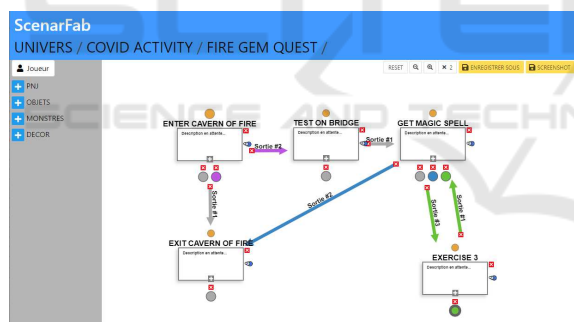 ScenarFab
UNIVERS / COVID ACTIVITY / FIRE GEM QUEST /
Joueur
RESET × 2 ENREGISTRER SOUS SCREENSHOT
+ PNJ
+ OBJETS
+ MONSTRES
+ DECOR
ENTER CAVERN OF FIRE
Description en attente...
Sortie #2
TEST ON BRIDGE
Description en attente...
Sortie #1
GET MAGIC SPELL
Description en attente...
Sortie #1
Sortie #2
Sortie #3
Sortie #1
EXIT CAVERN OF FIRE
Description en attente...
EXERCISE 3
Description en attente...